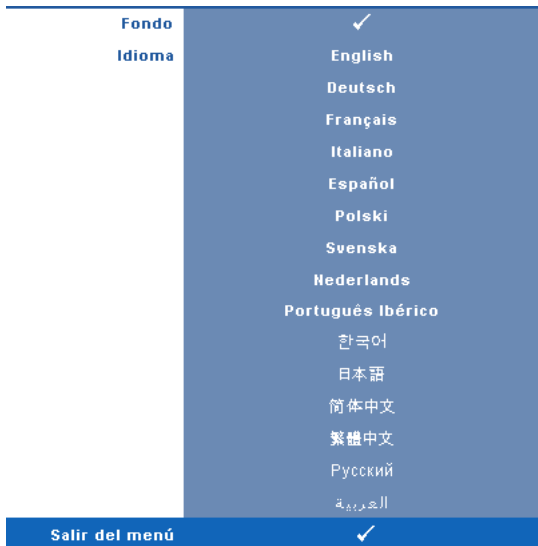 Fondo ✓
Idioma English
Deutsch
Français
Italiano
Español
Polski
Svenska
Nederlands
Português Ibérico
한국어
日本語
简体中文
繁體中文
Русский
العربية
Salir del menú ✓